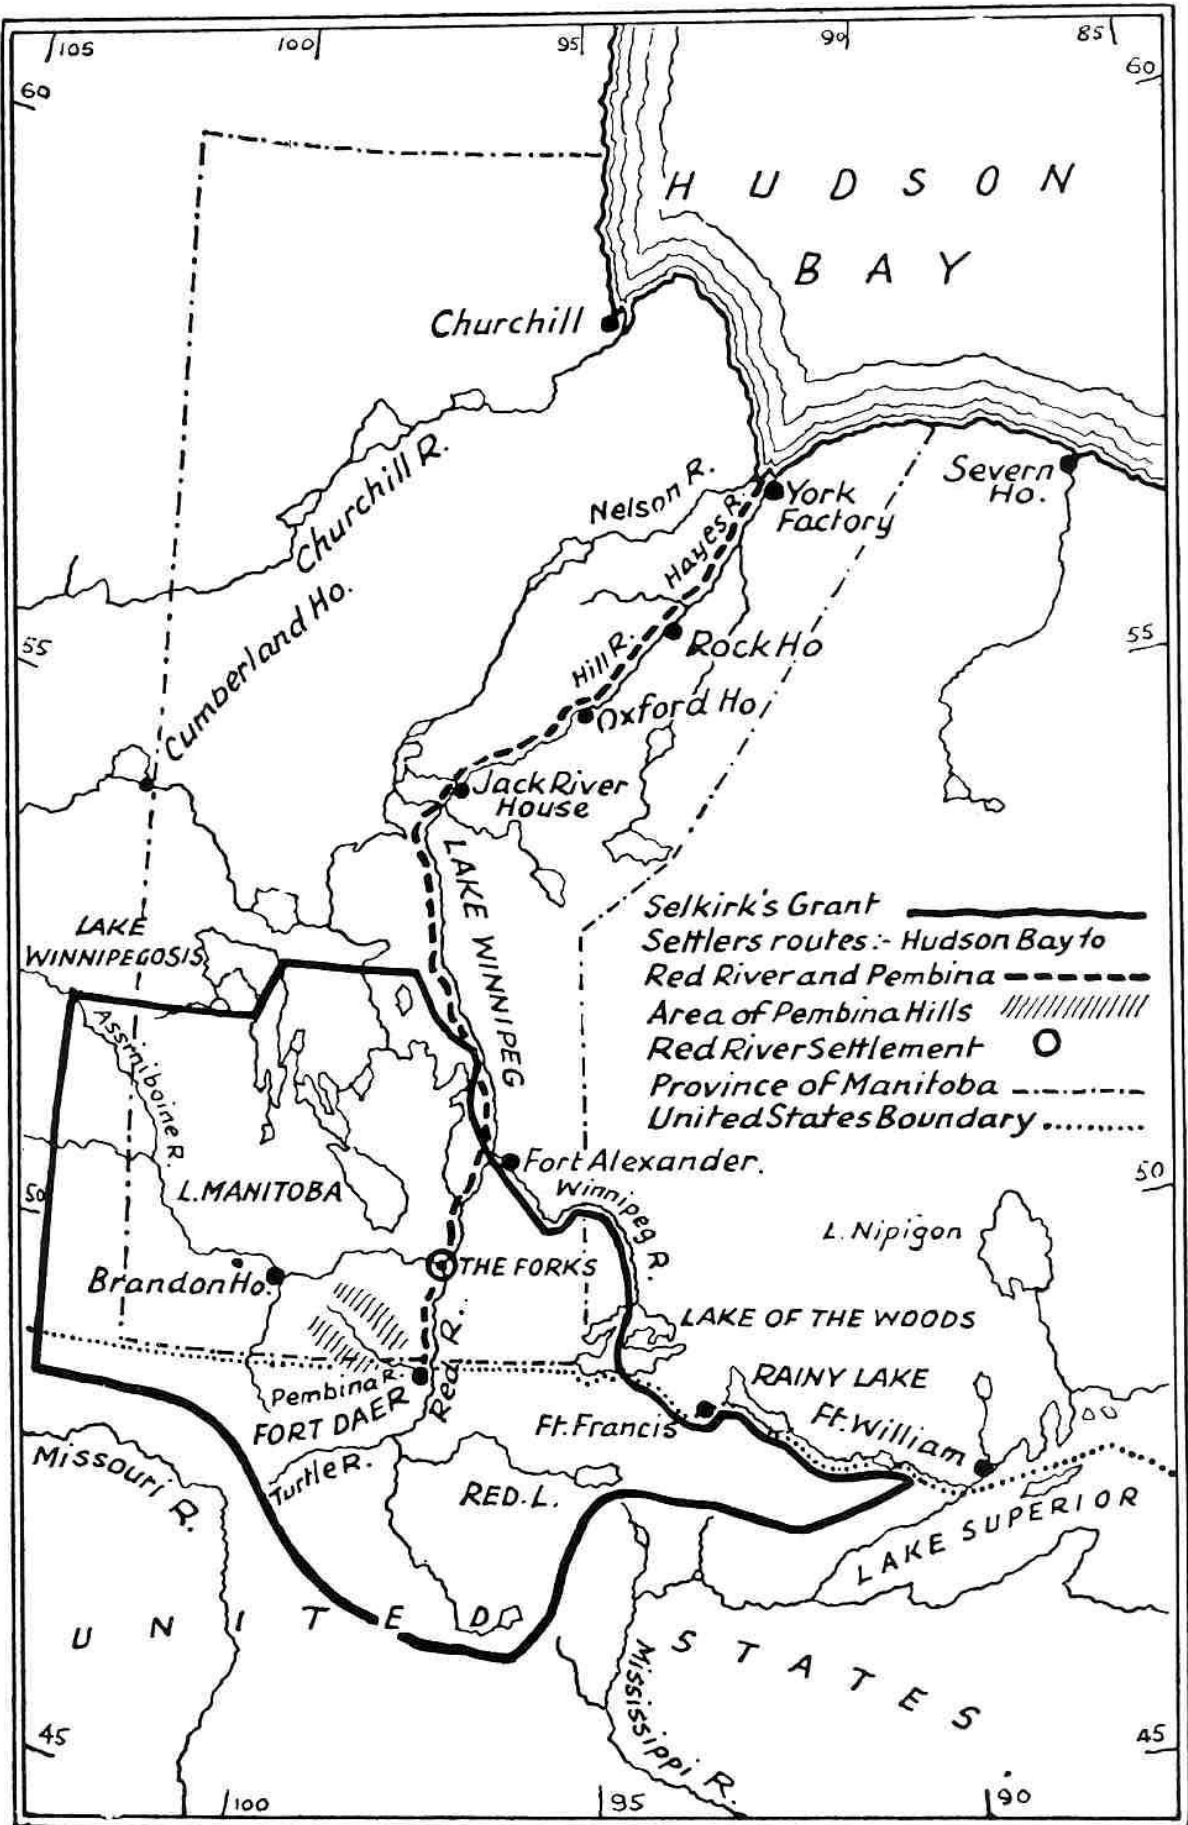 105
100
95
90
85
60
60
HUDSON
BAY
Churchill
Churchill R.
Nelson R.
Hayes R.
York
Factory
Severn
Ho.
Cumberland Ho.
55
55
Hill R.
Rock Ho
Oxford Ho
Jack River
House
LAKE WINNIPEG
LAKE
WINNIPEGOSIS
Selkirk's Grant
Settlers routes:- Hudson Bay to
Red River and Pembina
Area of Pembina Hills
Red River Settlement
Province of Manitoba
United States Boundary
Assiniboine R.
Fort Alexander.
Winnipeg R.
50
50
L. MANITOBA
L. Nipigon
THE FORKS
Brandon Ho.
Red R.
LAKE OF THE WOODS
RAINY LAKE
Pembina R.
FORT DAER
Ft. Francis
Ft. William
Missouri R.
Turtle R.
RED. L.
LAKE SUPERIOR
UNITED
STATES
Mississippi R.
45
45
100
95
90